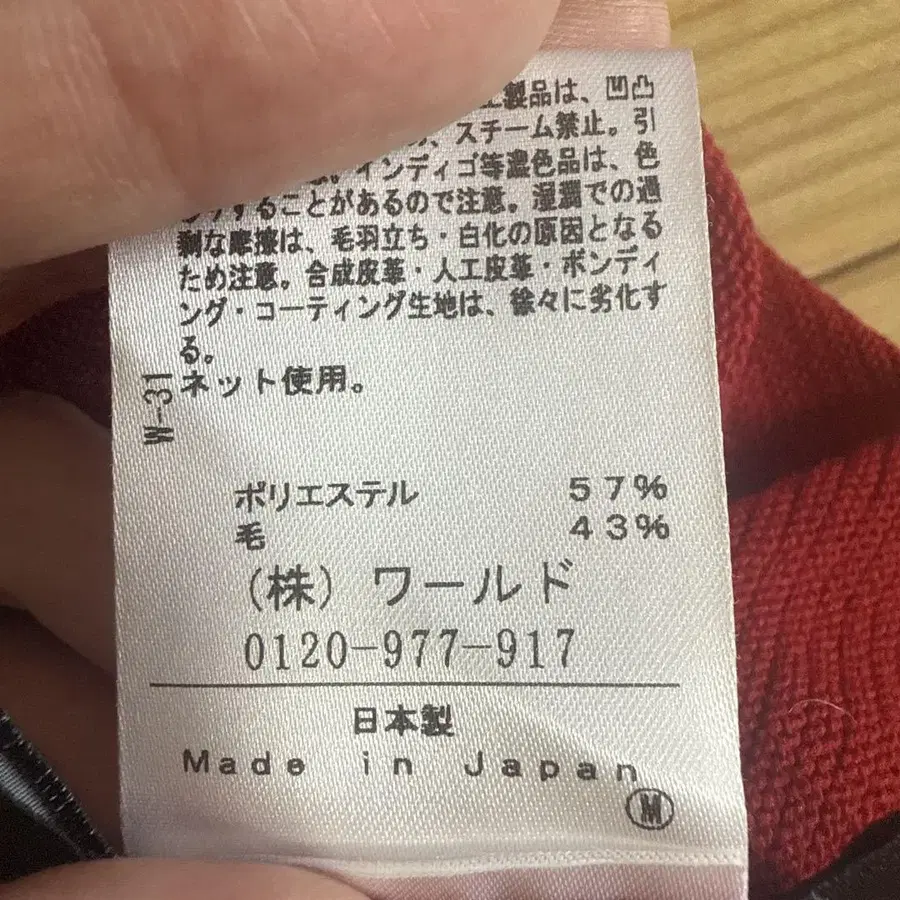 製品は、凹凸
スチーム禁止。引
インディゴ等濃色品は、色
することがあるので注意。湿潤での過
剰な摩擦は、毛羽立ち・白化の原因となる
ため注意。合成皮革・人工皮革・ボンディ
ング・コーティング生地は、徐々に劣化す
る。
ネット使用。
W-31
ポリエステル 57%
毛 43%
(株) ワールド
0120-977-917
日本製
Made in Japan
M